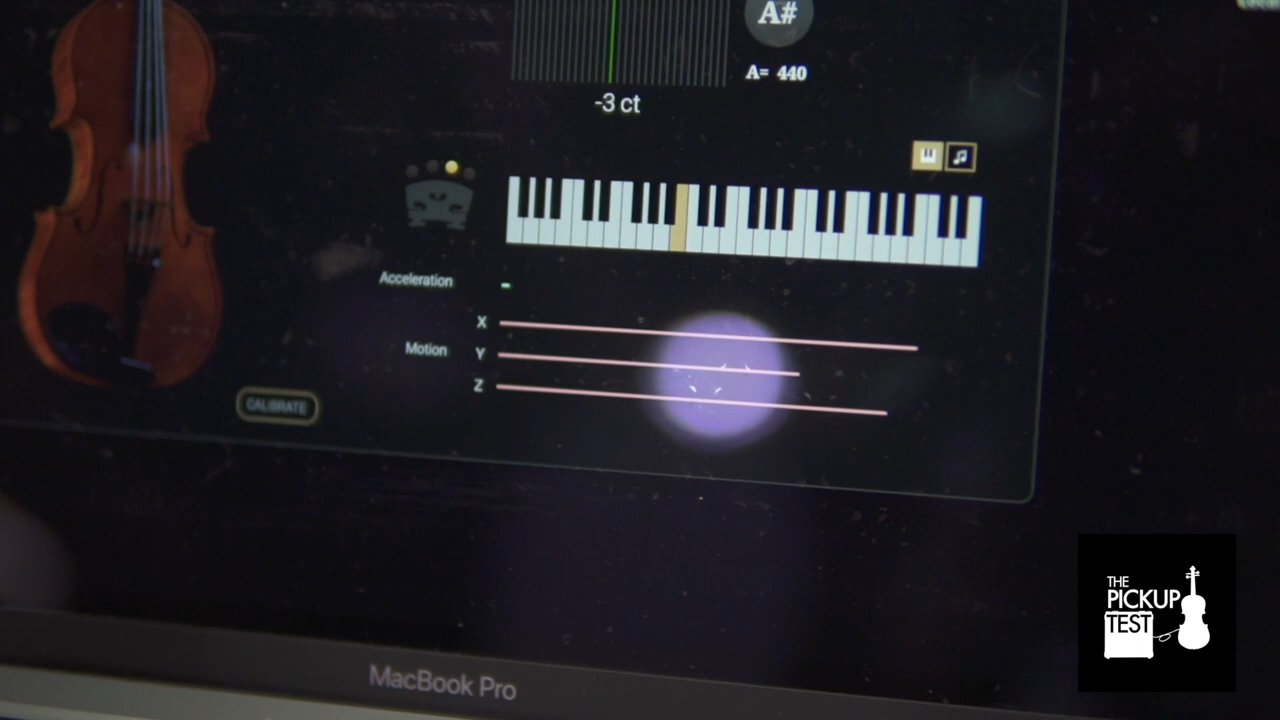 A#
A= 440
-3 ct
Acceleration
X
Motion
Y
Z
CALIBRATE
MacBook Pro
THE
PICKUP
TEST